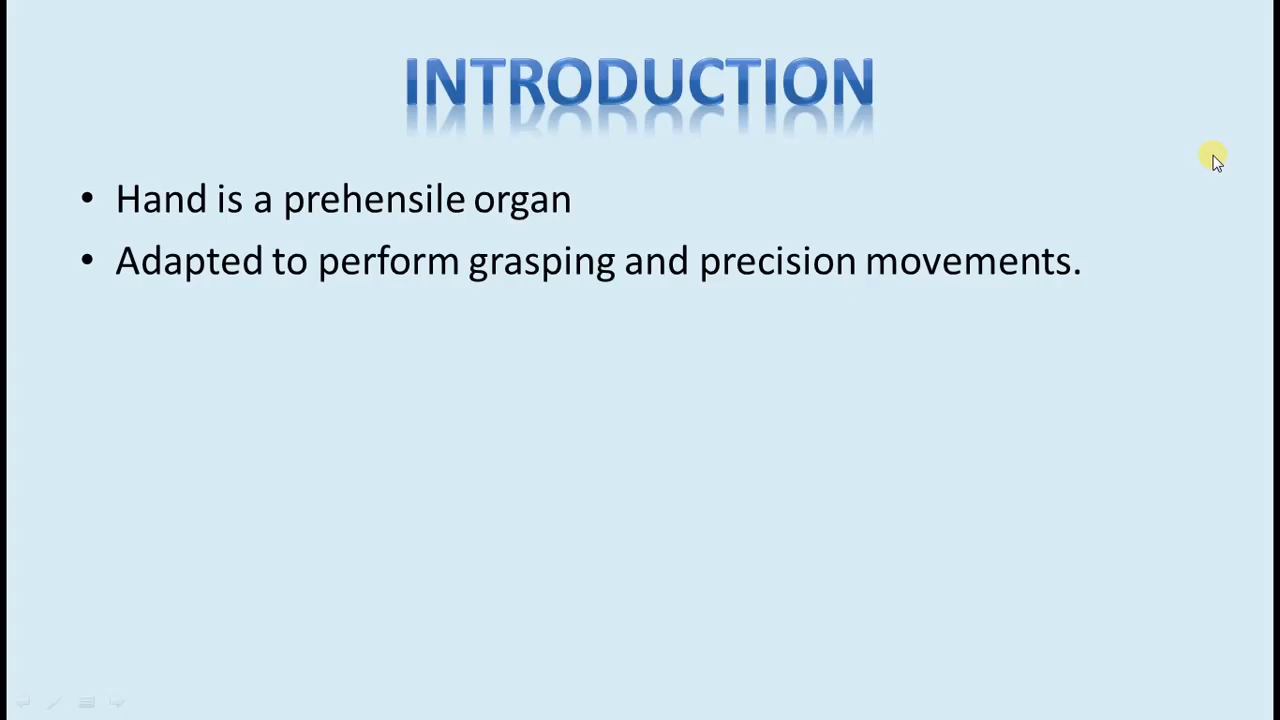 INTRODUCTION
• Hand is a prehensile organ
• Adapted to perform grasping and precision movements.